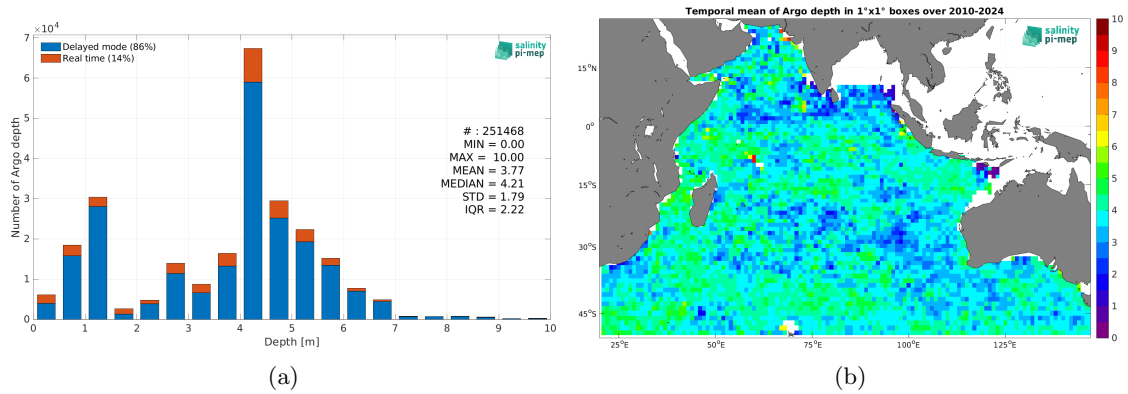 ×10⁴
7
6
5
4
3
2
1
0
Number of Argo depth
Delayed mode (86%)
Real time (14%)
salinity
pi-mep
# : 251468
MIN = 0.00
MAX = 10.00
MEAN = 3.77
MEDIAN = 4.21
STD = 1.79
IQR = 2.22
0 1 2 3 4 5 6 7 8 9 10
Depth [m]
(a)
Temporal mean of Argo depth in 1°x1° boxes over 2010-2024
salinity
pi-mep
15°N
0°
15°S
30°S
45°S
25°E 50°E 75°E 100°E 125°E
10
9
8
7
6
5
4
3
2
1
0
(b)